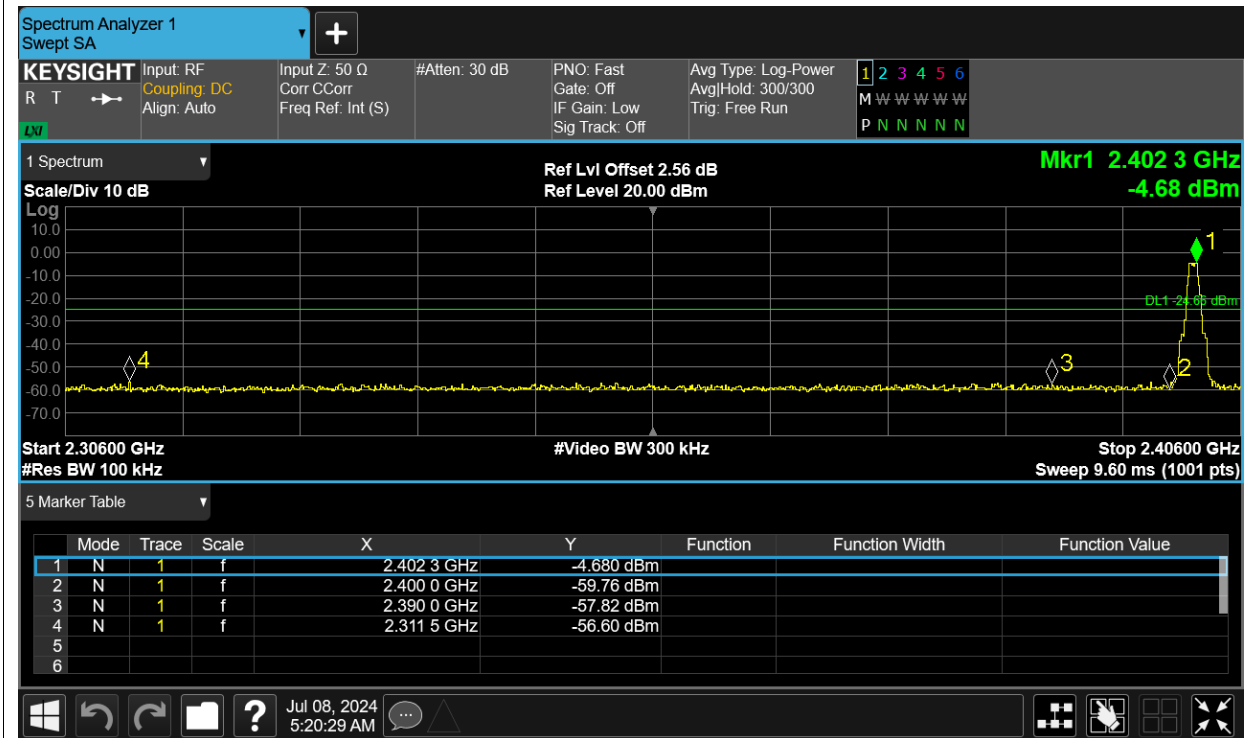 Spectrum Analyzer 1
Swept SA
KEYSIGHT
R T
LXI
Input: RF
Coupling: DC
Align: Auto
Input Z: 50 Ω
Corr CCorr
Freq Ref: Int (S)
#Atten: 30 dB
PNO: Fast
Gate: Off
IF Gain: Low
Sig Track: Off
Avg Type: Log-Power
Avg|Hold: 300/300
Trig: Free Run
1 2 3 4 5 6
M W W W W W
P N N N N N
1 Spectrum
Scale/Div 10 dB
Ref Lvl Offset 2.56 dB
Ref Level 20.00 dBm
Mkr1 2.402 3 GHz
-4.68 dBm
Log
10.0
0.00
-10.0
-20.0
-30.0
-40.0
-50.0
-60.0
-70.0
1
DL1 -24.68 dBm
4
3
2
Start 2.30600 GHz
#Video BW 300 kHz
Stop 2.40600 GHz
#Res BW 100 kHz
Sweep 9.60 ms (1001 pts)
5 Marker Table
Mode Trace Scale X Y Function Function Width Function Value
1 N 1 f 2.402 3 GHz -4.680 dBm
2 N 1 f 2.400 0 GHz -59.76 dBm
3 N 1 f 2.390 0 GHz -57.82 dBm
4 N 1 f 2.311 5 GHz -56.60 dBm
5
6
?
Jul 08, 2024
5:20:29 AM